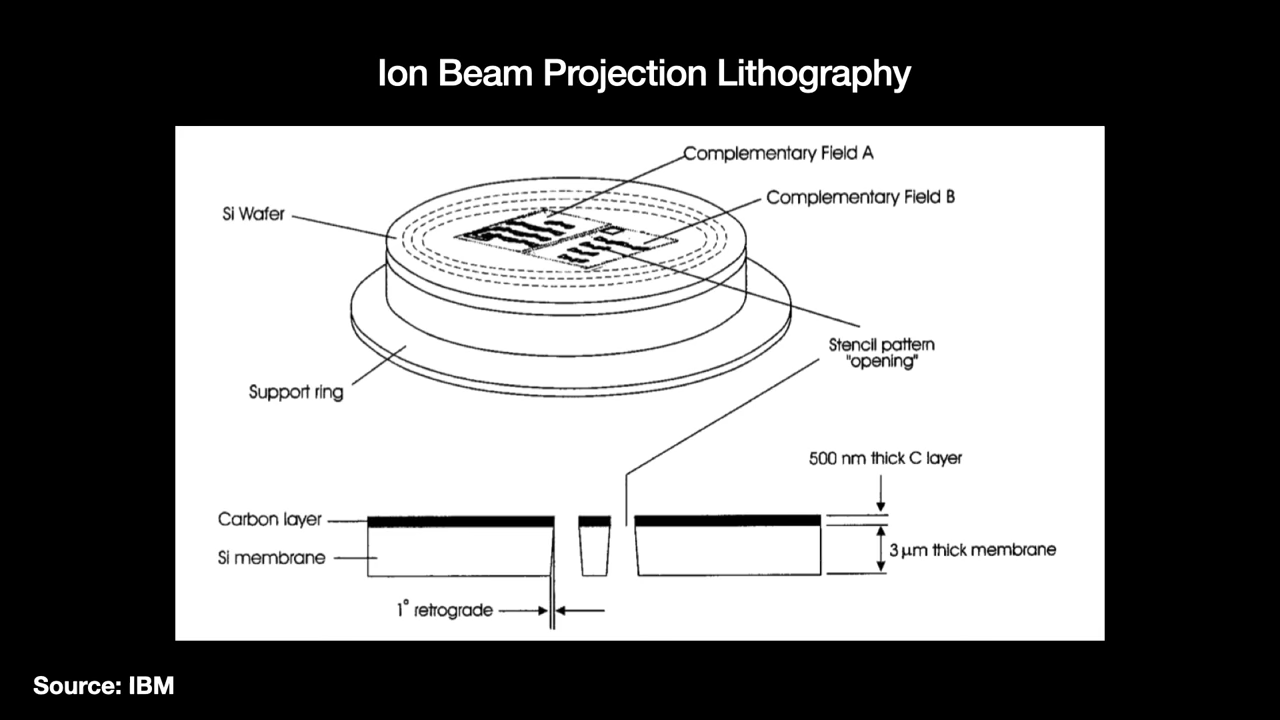 Ion Beam Projection Lithography
Complementary Field A
Complementary Field B
Si Wafer
Stencil pattern
"opening"
Support ring
500 nm thick C layer
Carbon layer
Si membrane
3 μm thick membrane
1° retrograde
Source: IBM